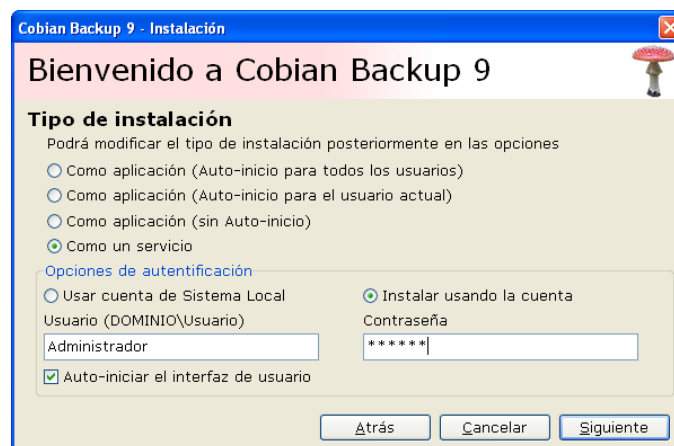 Cobian Backup 9 - Instalación
Bienvenido a Cobian Backup 9
Tipo de instalación
Podrá modificar el tipo de instalación posteriormente en las opciones
Como aplicación (Auto-inicio para todos los usuarios)
Como aplicación (Auto-inicio para el usuario actual)
Como aplicación (sin Auto-inicio)
Como un servicio
Opciones de autentificación
Usar cuenta de Sistema Local
Instalar usando la cuenta
Usuario (DOMINIO\Usuario)
Contraseña
Administrador
******
Auto-iniciar el interfaz de usuario
Atrás
Cancelar
Siguiente